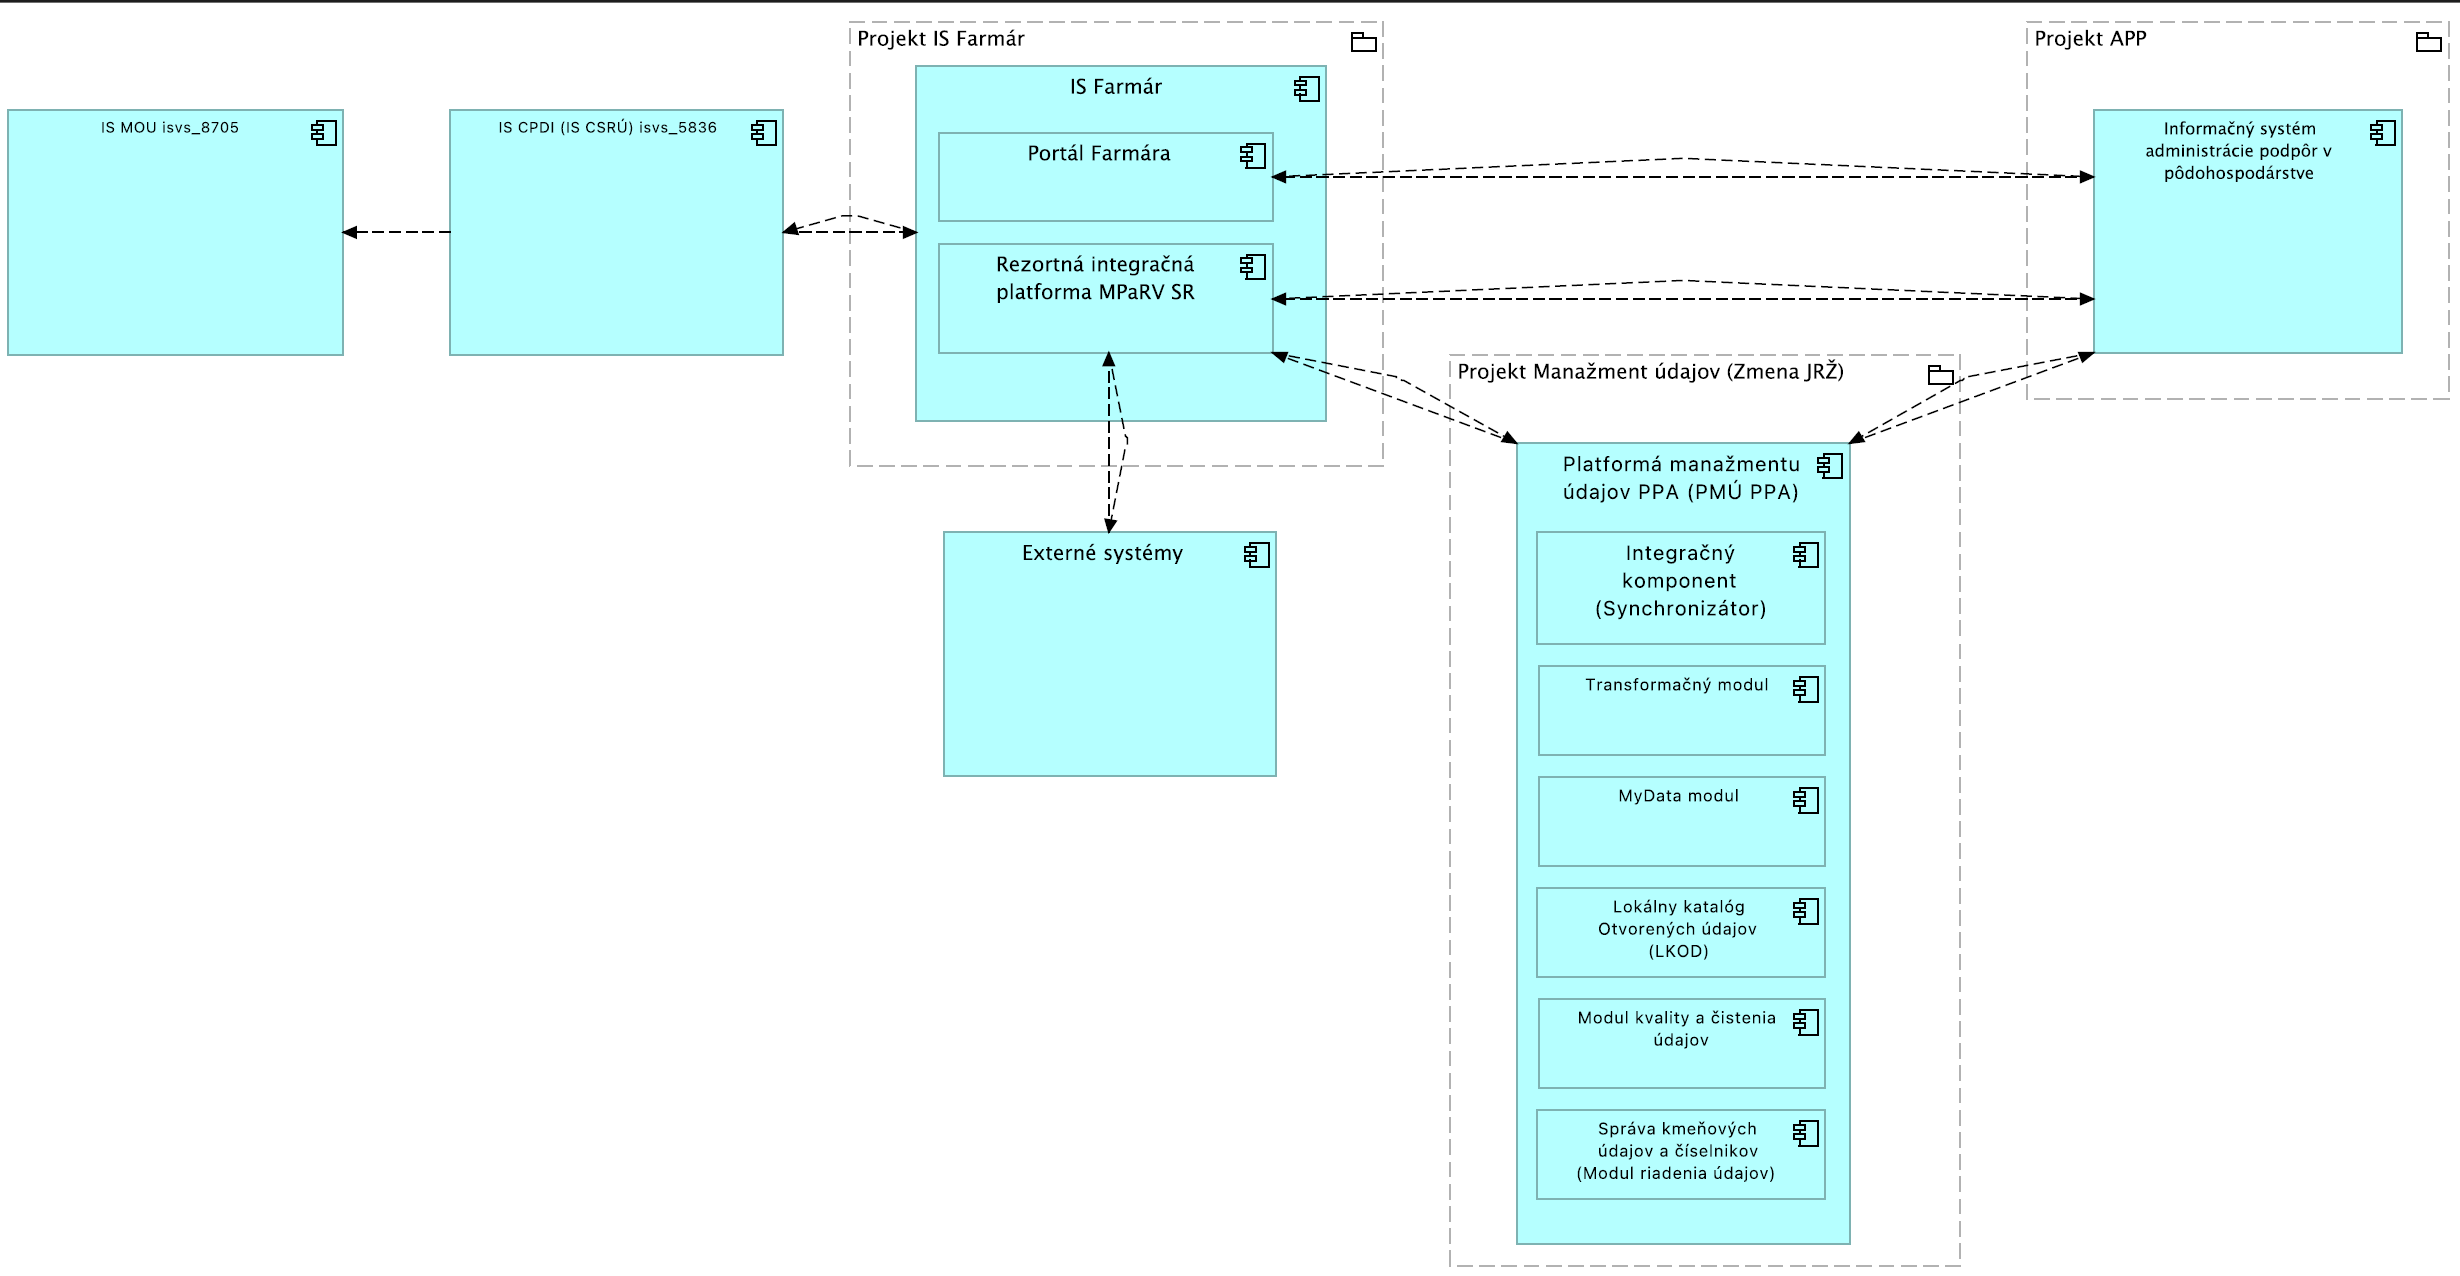 Projekt IS Farmár
Projekt APP
IS Farmár
IS MOU isvs_8705
IS CPDI (IS CSRÚ) isvs_5836
Portál Farmára
Informačný systém
administrácie podpôr v
pôdohospodárstve
Rezortná integračná
platforma MPaRV SR
Projekt Manažment údajov (Zmena JRŽ)
Platformá manažmentu
údajov PPA (PMÚ PPA)
Externé systémy
Integračný
komponent
(Synchronizátor)
Transformačný modul
MyData modul
Lokálny katalóg
Otvorených údajov
(LKOD)
Modul kvality a čistenia
údajov
Správa kmeňových
údajov a číselnikov
(Modul riadenia údajov)